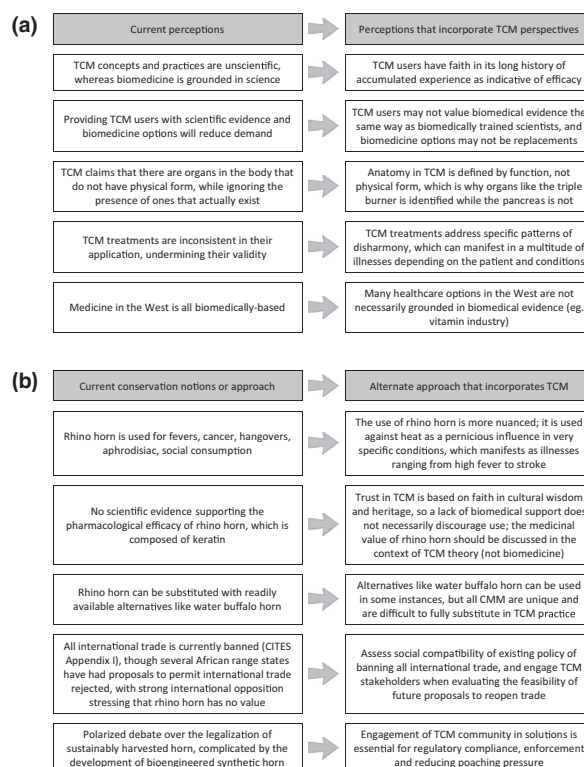 (a)
Current perceptions
Perceptions that incorporate TCM perspectives
TCM concepts and practices are unscientific,
whereas biomedicine is grounded in science
TCM users have faith in its long history of
accumulated experience as indicative of efficacy
Providing TCM users with scientific evidence and
biomedicine options will reduce demand
TCM users may not value biomedical evidence the
same way as biomedically trained scientists, and
biomedicine options may not be replacements
TCM claims that there are organs in the body that
do not have physical form, while ignoring the
presence of ones that actually exist
Anatomy in TCM is defined by function, not
physical form, which is why organs like the triple
burner is identified while the pancreas is not
TCM treatments are inconsistent in their
application, undermining their validity
TCM treatments address specific patterns of
disharmony, which can manifest in a multitude of
illnesses depending on the patient and conditions
Medicine in the West is all biomedically-based
Many healthcare options in the West are not
necessarily grounded in biomedical evidence (eg.
vitamin industry)
(b)
Current conservation notions or approach
Alternate approach that incorporates TCM
Rhino horn is used for fevers, cancer, hangovers,
aphrodisiac, social consumption
The use of rhino horn is more nuanced; it is used
against heat as a pernicious influence in very
specific conditions, which manifests as illnesses
ranging from high fever to stroke
No scientific evidence supporting the
pharmacological efficacy of rhino horn, which is
composed of keratin
Trust in TCM is based on faith in cultural wisdom
and heritage, so a lack of biomedical support does
not necessarily discourage use; the medicinal
value of rhino horn should be discussed in the
context of TCM theory (not biomedicine)
Rhino horn can be substituted with readily
available alternatives like water buffalo horn
Alternatives like water buffalo horn can be used
in some instances, but all CMM are unique and
are difficult to fully substitute in TCM practice
All international trade is currently banned (CITES
Appendix I), though several African range states
have had proposals to permit international trade
rejected, with strong international opposition
stressing that rhino horn has no value
Assess social compatibility of existing policy of
banning all international trade, and engage TCM
stakeholders when evaluating the feasibility of
future proposals to reopen trade
Polarized debate over the legalization of
sustainably harvested horn, complicated by the
development of bioengineered synthetic horn
Engagement of TCM community in solutions is
essential for regulatory compliance, enforcement
and reducing poaching pressure